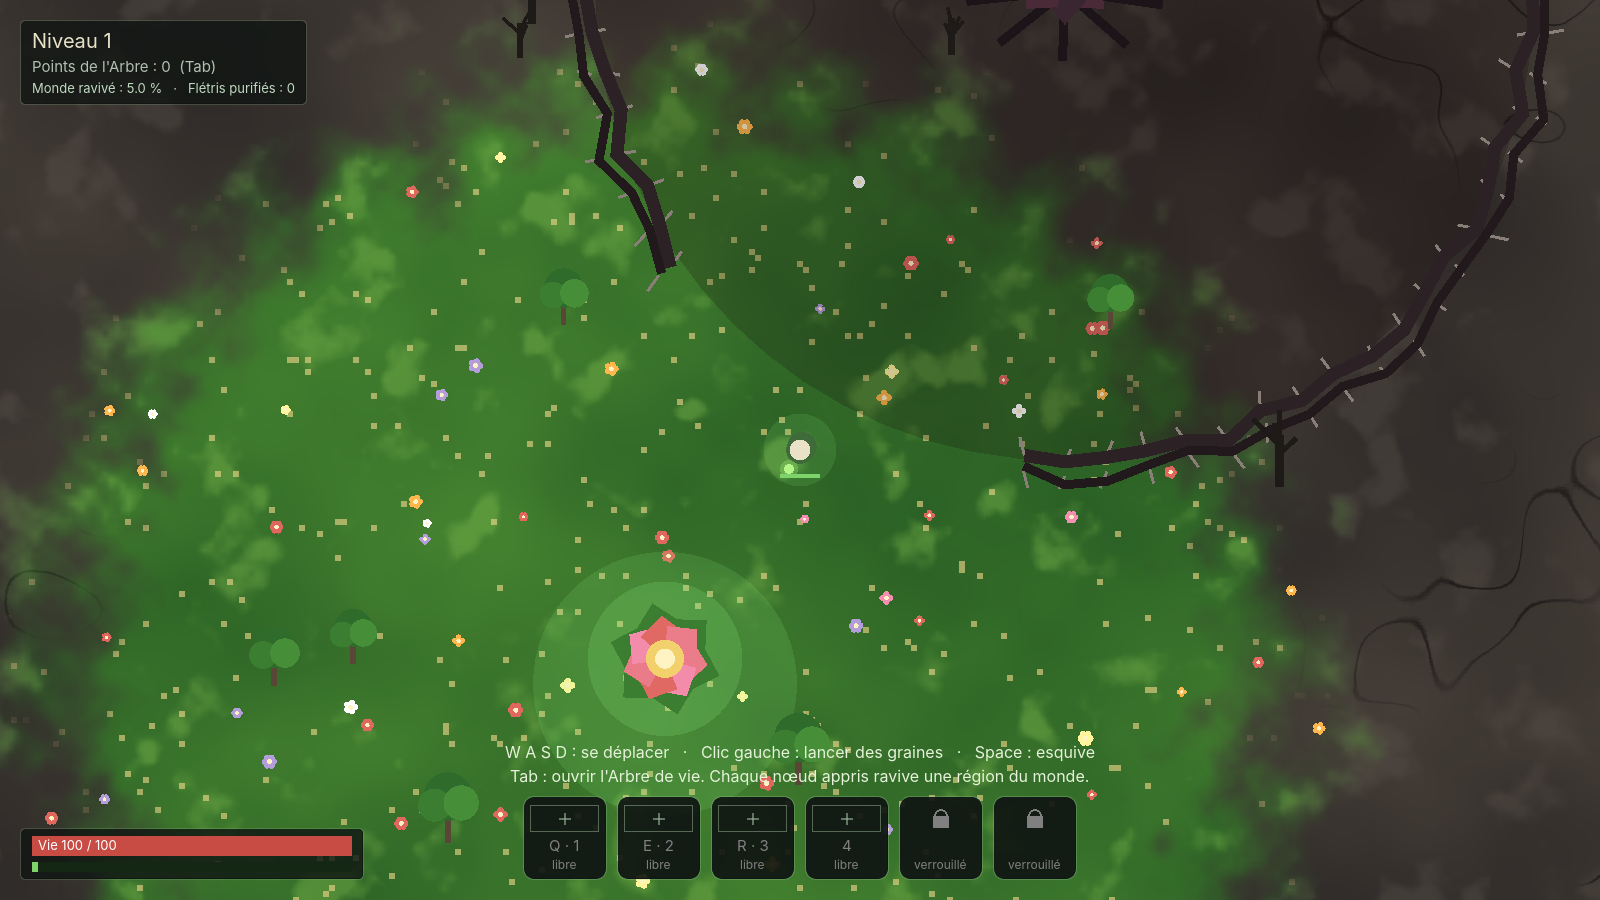 Niveau 1
Points de l'Arbre : 0  (Tab)
Monde ravivé : 5.0 %   ·   Flétris purifiés : 0
W A S D : se déplacer   ·   Clic gauche : lancer des graines   ·   Space : esquive
Tab : ouvrir l'Arbre de vie. Chaque nœud appris ravive une région du monde.
Vie 100 / 100
Q · 1   E · 2   R · 3   4
libre   libre   libre   libre   verrouillé   verrouillé